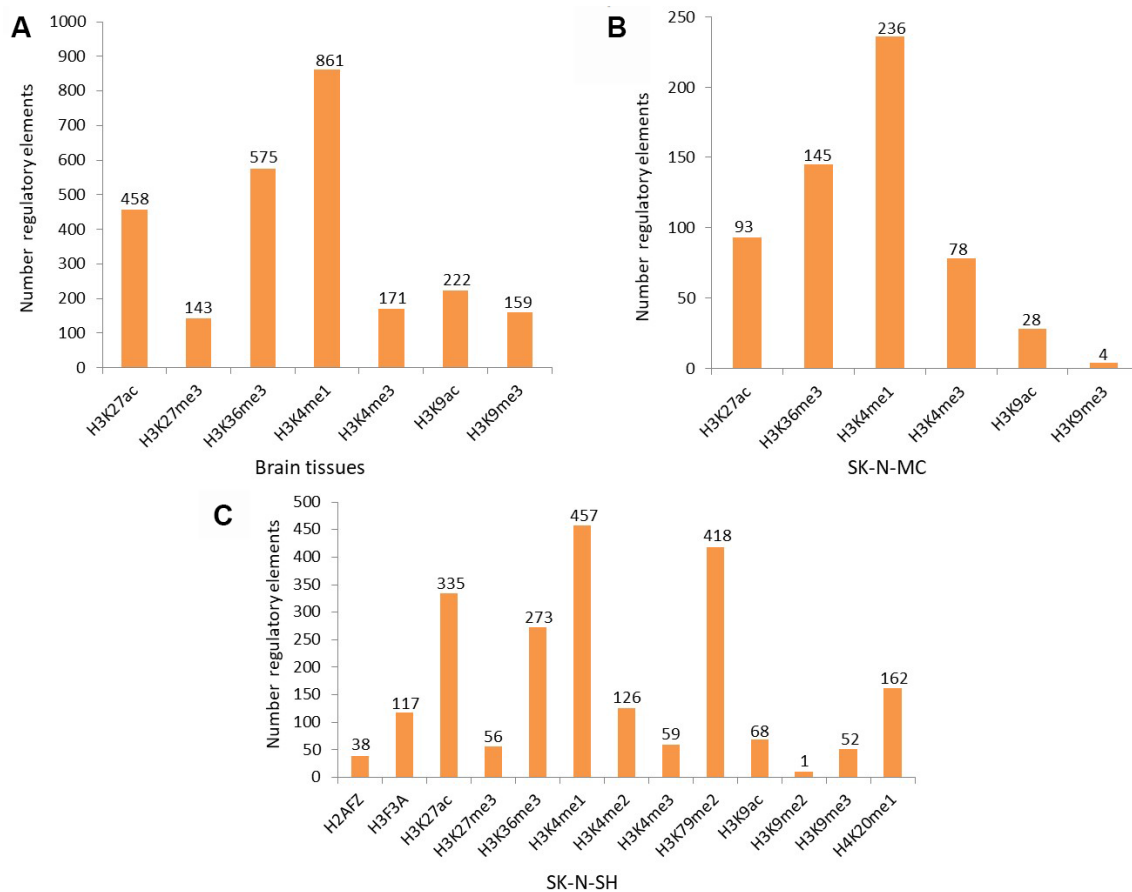 A
Number regulatory elements
1000
900
800
700
600
500
400
300
200
100
0
458
143
575
861
171
222
159
H3K27ac
H3K27me3
H3K36me3
H3K4me1
H3K4me3
H3K9ac
H3K9me3
Brain tissues
B
Number regulatory elements
250
200
150
100
50
0
93
145
236
78
28
4
H3K27ac
H3K36me3
H3K4me1
H3K4me3
H3K9ac
H3K9me3
SK-N-MC
C
Number regulatory elements
500
450
400
350
300
250
200
150
100
50
0
38
117
335
56
273
457
126
59
418
68
1
52
162
H2AFZ
H3F3A
H3K27ac
H3K27me3
H3K36me3
H3K4me1
H3K4me2
H3K4me3
H3K79me2
H3K9ac
H3K9me2
H3K9me3
H4K20me1
SK-N-SH